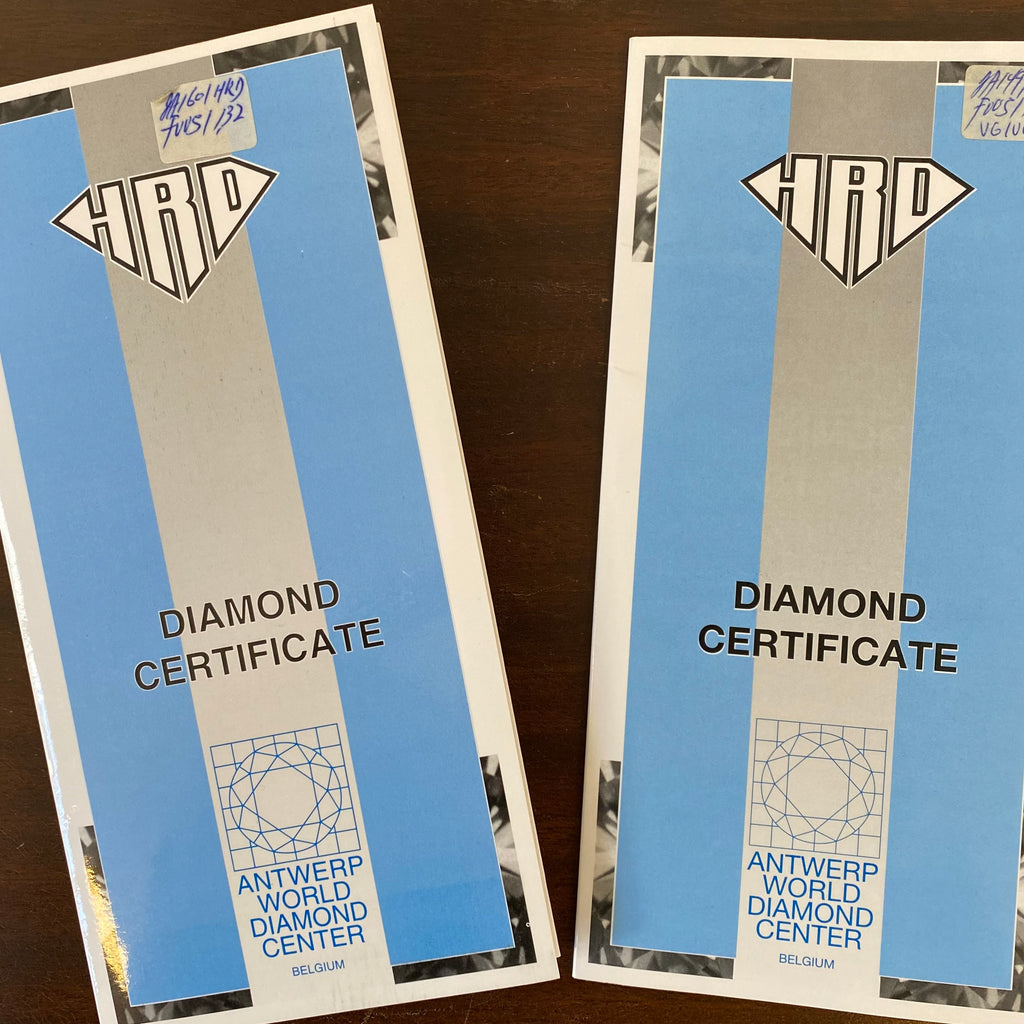 HRD
DIAMOND
CERTIFICATE
ANTWERP
WORLD
DIAMOND
CENTER
BELGIUM
HRD
DIAMOND
CERTIFICATE
ANTWERP
WORLD
DIAMOND
CENTER
BELGIUM